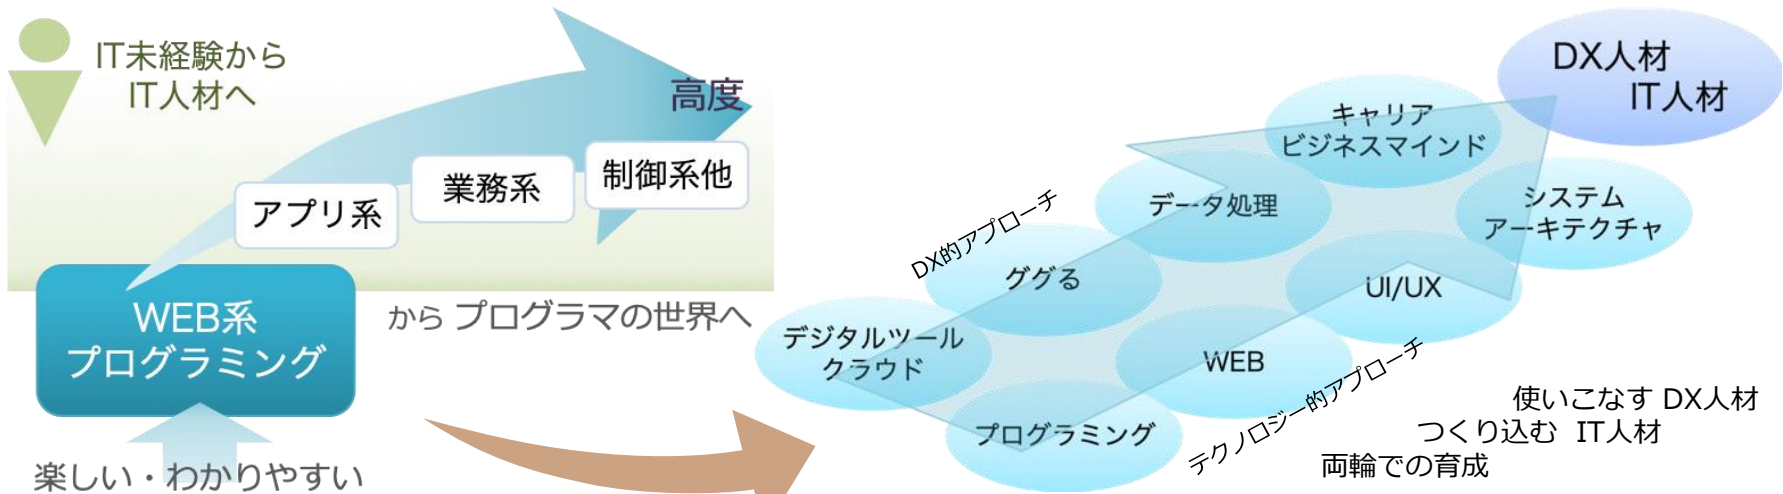 IT未経験から
IT人材へ
高度
アプリ系
業務系
制御系他
WEB系
プログラミング
から プログラマの世界へ
楽しい・わかりやすい
DX人材
IT人材
キャリア
ビジネスマインド
データ処理
システム
アーキテクチャ
DX的アプローチ
ググる
UI/UX
デジタルツール
クラウド
WEB
プログラミング
テクノロジー的アプローチ
使いこなす DX人材
つくり込む IT人材
両輪での育成